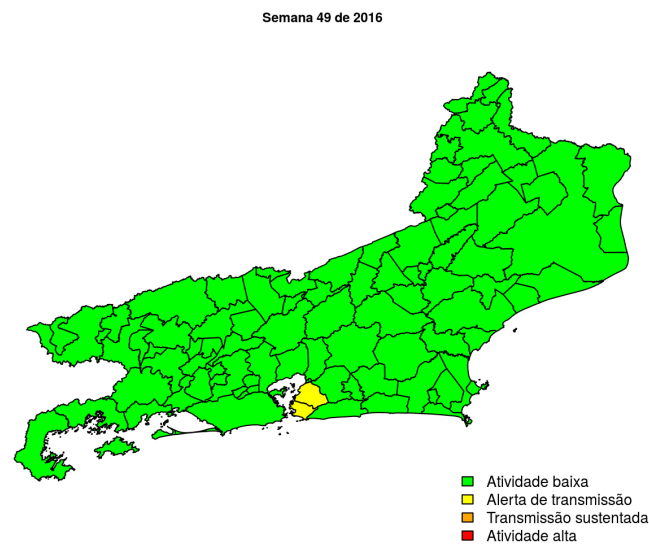 Semana 49 de 2016
Atividade baixa
Alerta de transmissão
Transmissão sustentada
Atividade alta